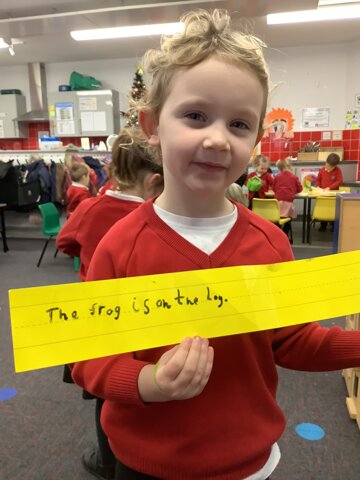 The frog is on the log.